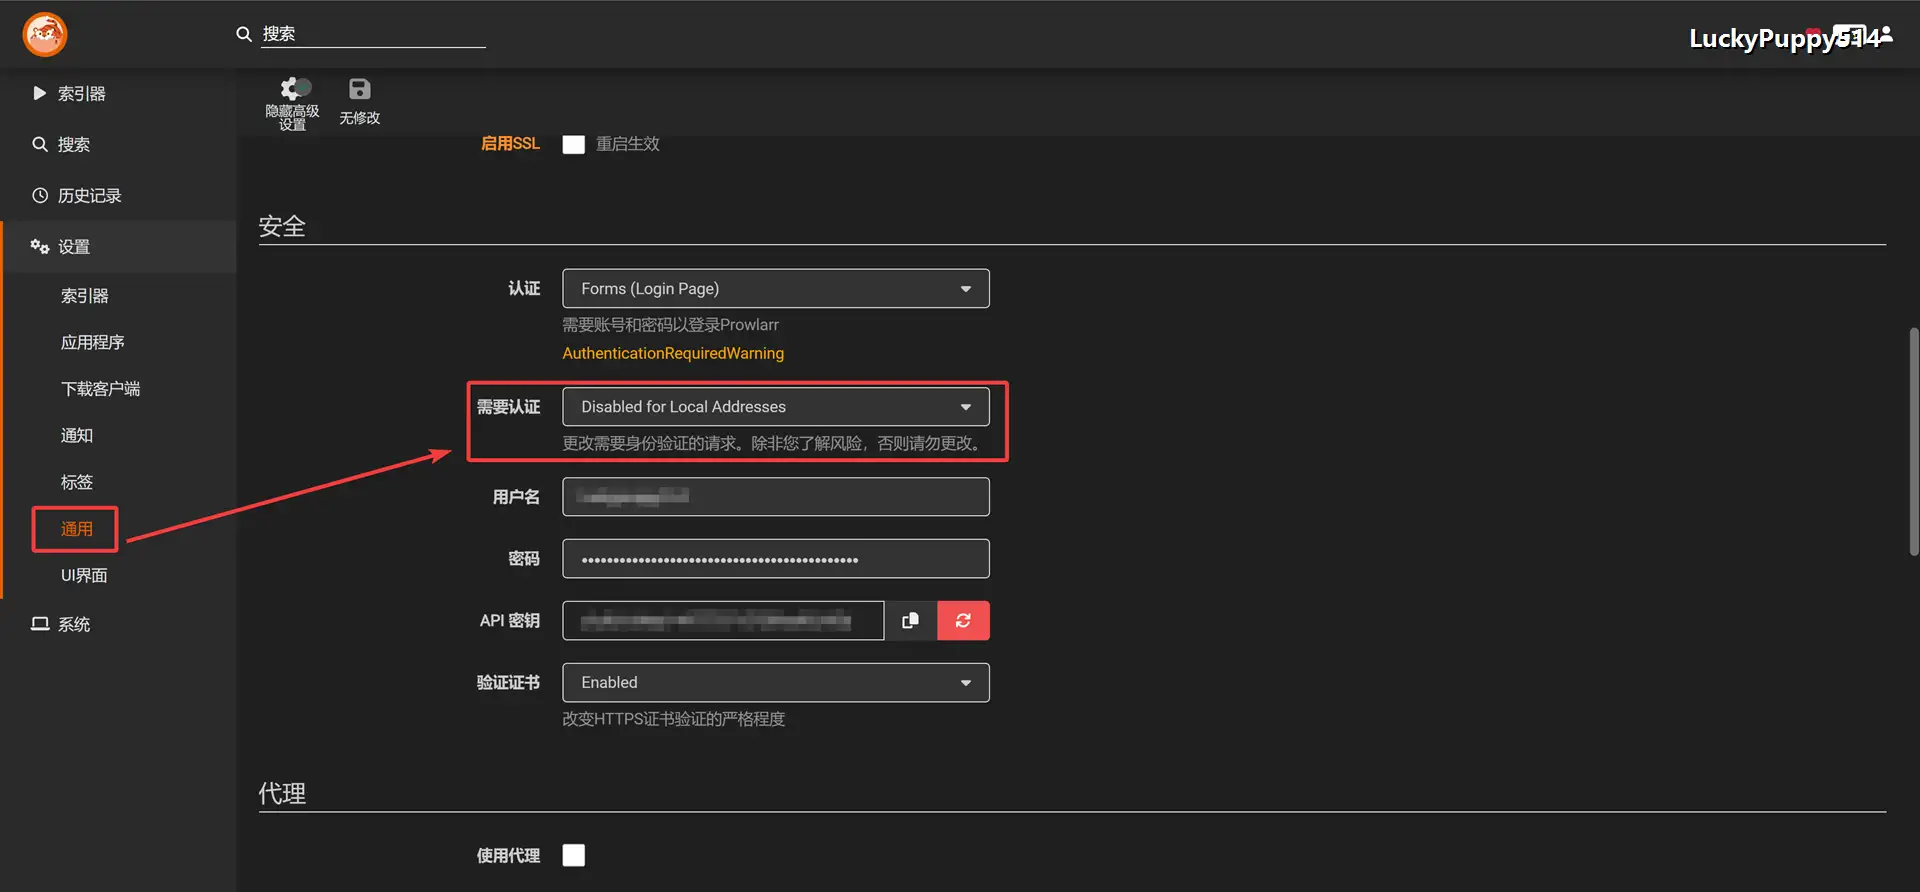 搜索
LuckyPuppy514
索引器
搜索
历史记录
设置
索引器
应用程序
下载客户端
通知
标签
通用
UI界面
系统
隐藏高级
设置
无修改
启用SSL
重启生效
安全
认证
Forms (Login Page)
需要账号和密码以登录Prowlarr
AuthenticationRequiredWarning
需要认证
Disabled for Local Addresses
更改需要身份验证的请求。除非您了解风险，否则请勿更改。
用户名
密码
••••••••••••••••••••••••••••••••••••••••••••
API 密钥
验证证书
Enabled
改变HTTPS证书验证的严格程度
代理
使用代理